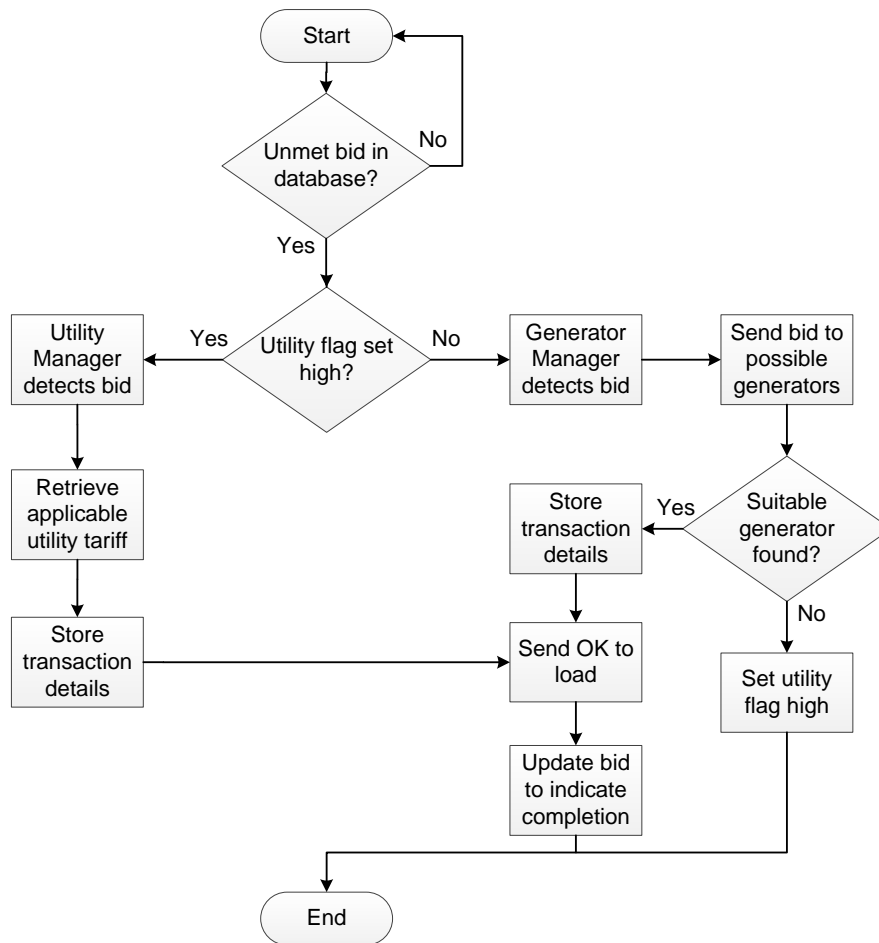 Start
No
Unmet bid in
database?
Yes
Utility
Manager
detects bid
Yes
Utility flag set
high?
No
Generator
Manager
detects bid
Send bid to
possible
generators
Retrieve
applicable
utility tariff
Store
transaction
details
Yes
Suitable
generator
found?
No
Store
transaction
details
Send OK to
load
Set utility
flag high
Update bid
to indicate
completion
End